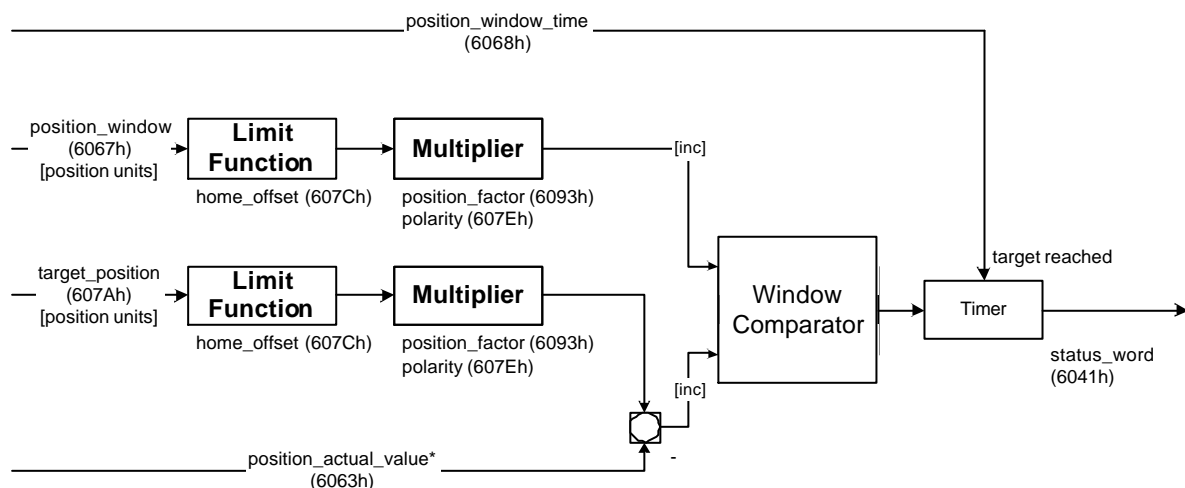 position_window_time
(6068h)
position_window
(6067h)
[position units]
Limit
Function
home_offset (607Ch)
Multiplier
position_factor (6093h)
polarity (607Eh)
[inc]
target_position
(607Ah)
[position units]
Limit
Function
home_offset (607Ch)
Multiplier
position_factor (6093h)
polarity (607Eh)
[inc]
Window
Comparator
target reached
Timer
status_word
(6041h)
position_actual_value*
(6063h)
-